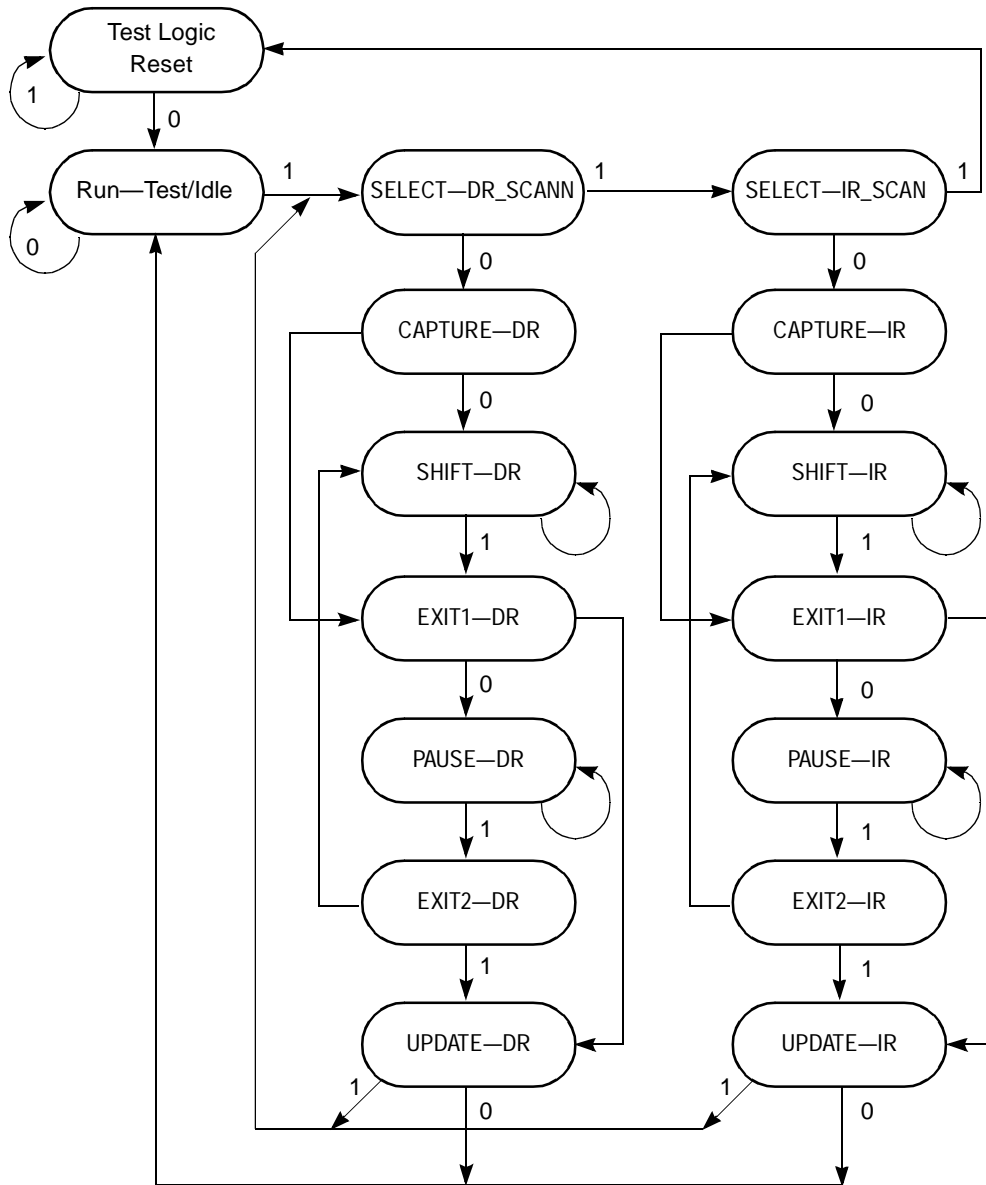 Test Logic
Reset
1
0
Run—Test/Idle
1
SELECT—DR_SCANN
1
SELECT—IR_SCAN
1
0
0
0
CAPTURE—DR
CAPTURE—IR
0
0
SHIFT—DR
SHIFT—IR
1
1
EXIT1—DR
EXIT1—IR
0
0
PAUSE—DR
PAUSE—IR
1
1
EXIT2—DR
EXIT2—IR
1
1
UPDATE—DR
UPDATE—IR
1
0
1
0